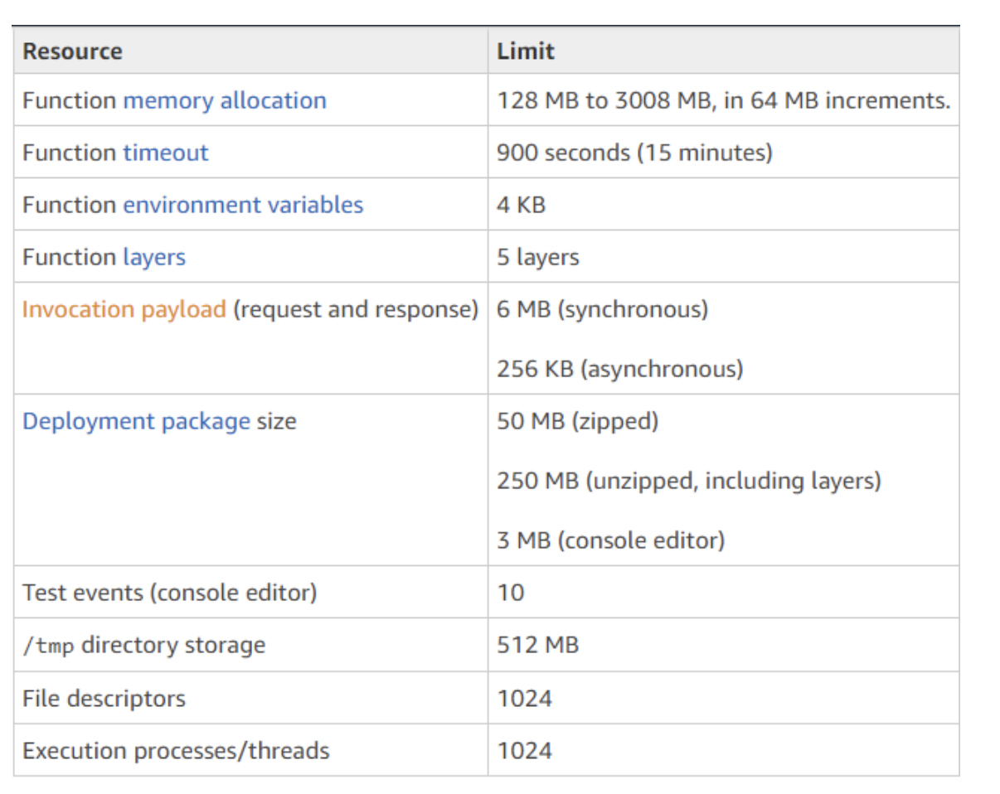 Resource Limit
Function memory allocation 128 MB to 3008 MB, in 64 MB increments.
Function timeout 900 seconds (15 minutes)
Function environment variables 4 KB
Function layers 5 layers
Invocation payload (request and response) 6 MB (synchronous)
256 KB (asynchronous)
Deployment package size 50 MB (zipped)
250 MB (unzipped, including layers)
3 MB (console editor)
Test events (console editor) 10
/tmp directory storage 512 MB
File descriptors 1024
Execution processes/threads 1024